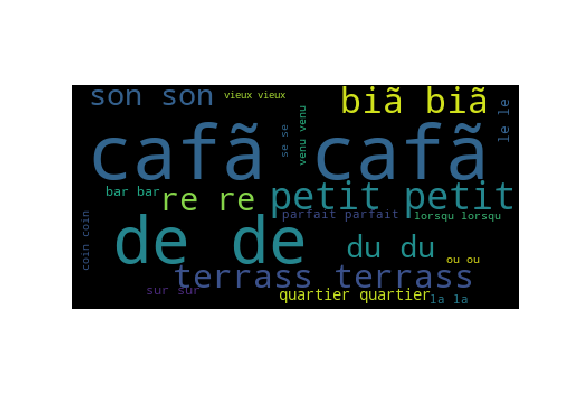 son son
vieux vieux
biã biã
le le
cafã cafã
se se
venu venu
bar bar
re re
petit petit
parfait parfait
lorsqu lorsqu
coin coin
de de
du du
ou ou
terrass terrass
sur sur
quartier quartier
la la